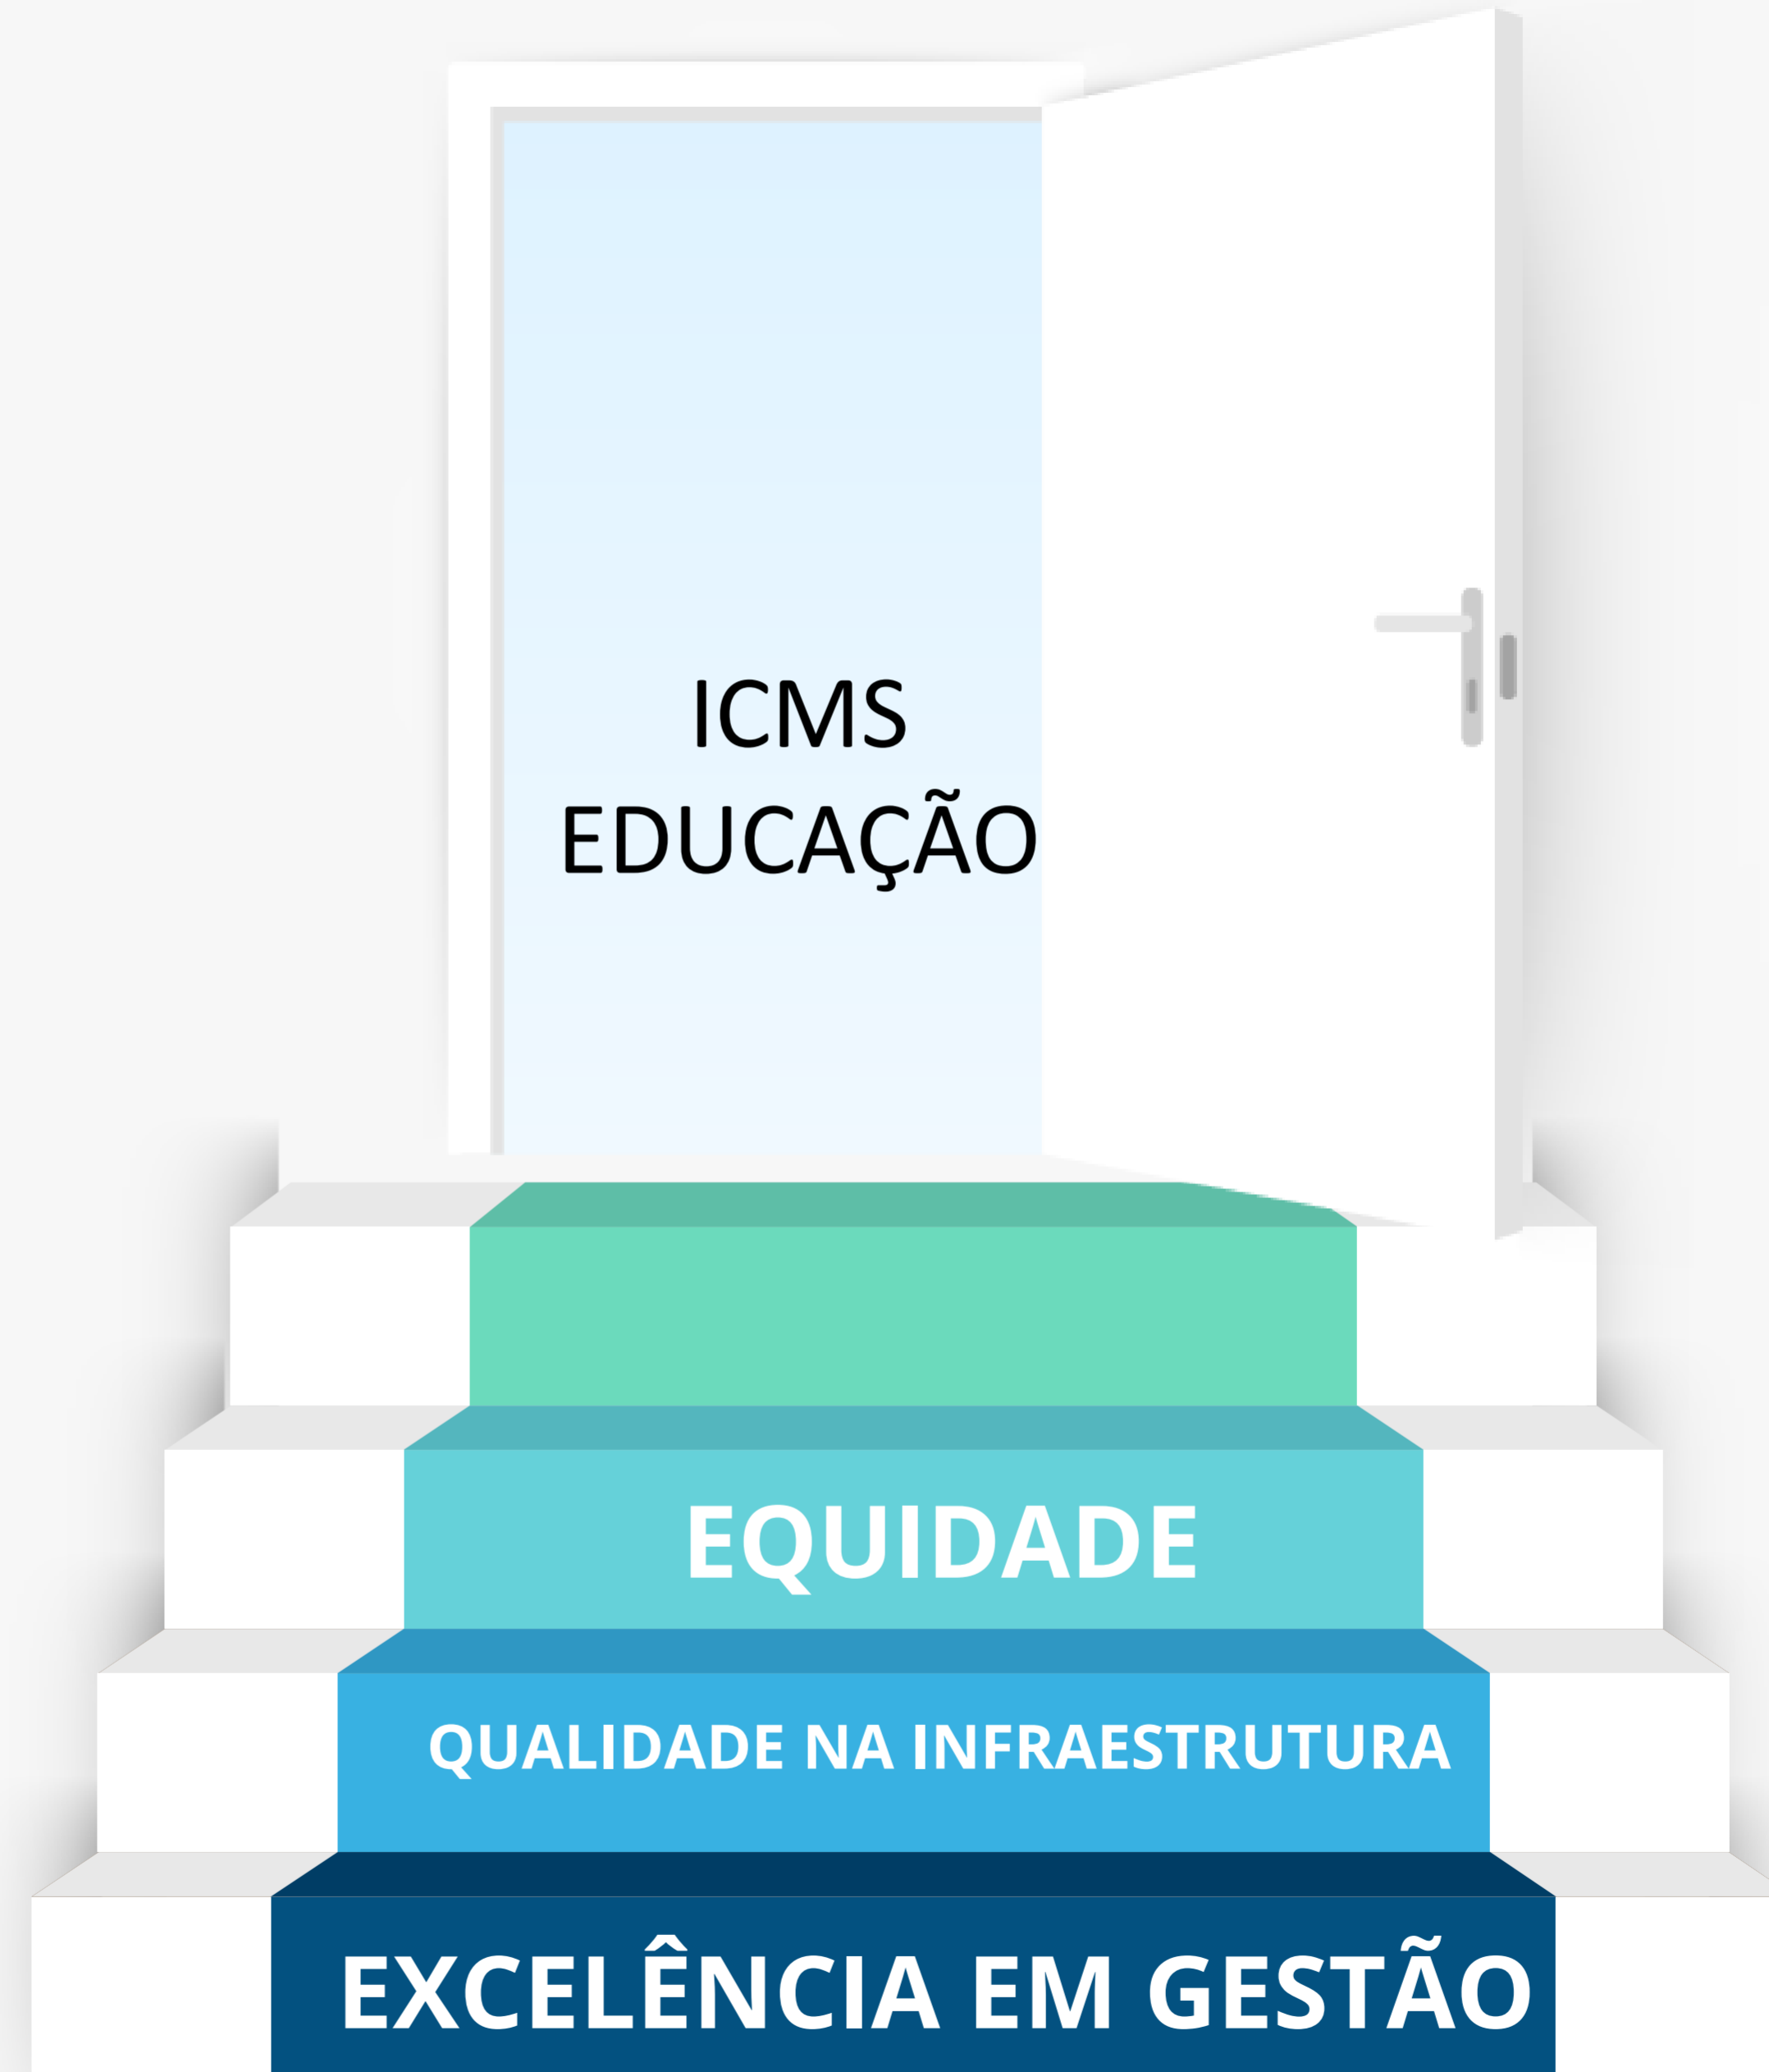 ICMS
EDUCAÇÃO
EQUIDADE
QUALIDADE NA INFRAESTRUTURA
EXCELÊNCIA EM GESTÃO